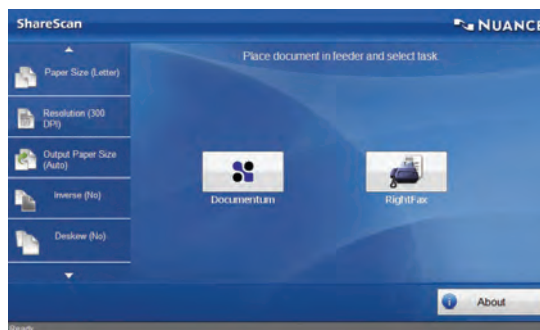 ShareScan
NUANCE
Place document in feeder and select task
Paper Size (Letter)
Resolution (300
DPI)
Output Paper Size
(Auto)
Inverse (No)
Deskew (No)
Documentum
RightFax
About
Ready